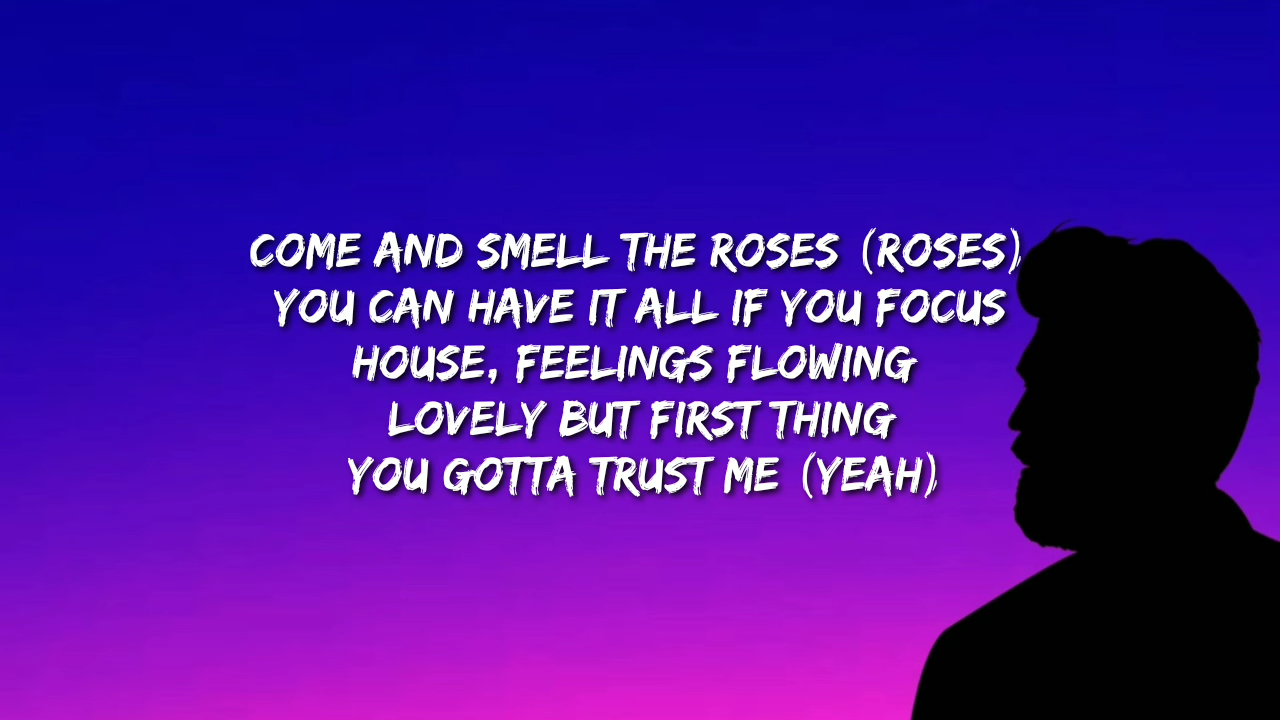 COME AND SMELL THE ROSES (ROSES)
YOU CAN HAVE IT ALL IF YOU FOCUS
HOUSE, FEELINGS FLOWING
LOVELY BUT FIRST THING
YOU GOTTA TRUST ME (YEAH)